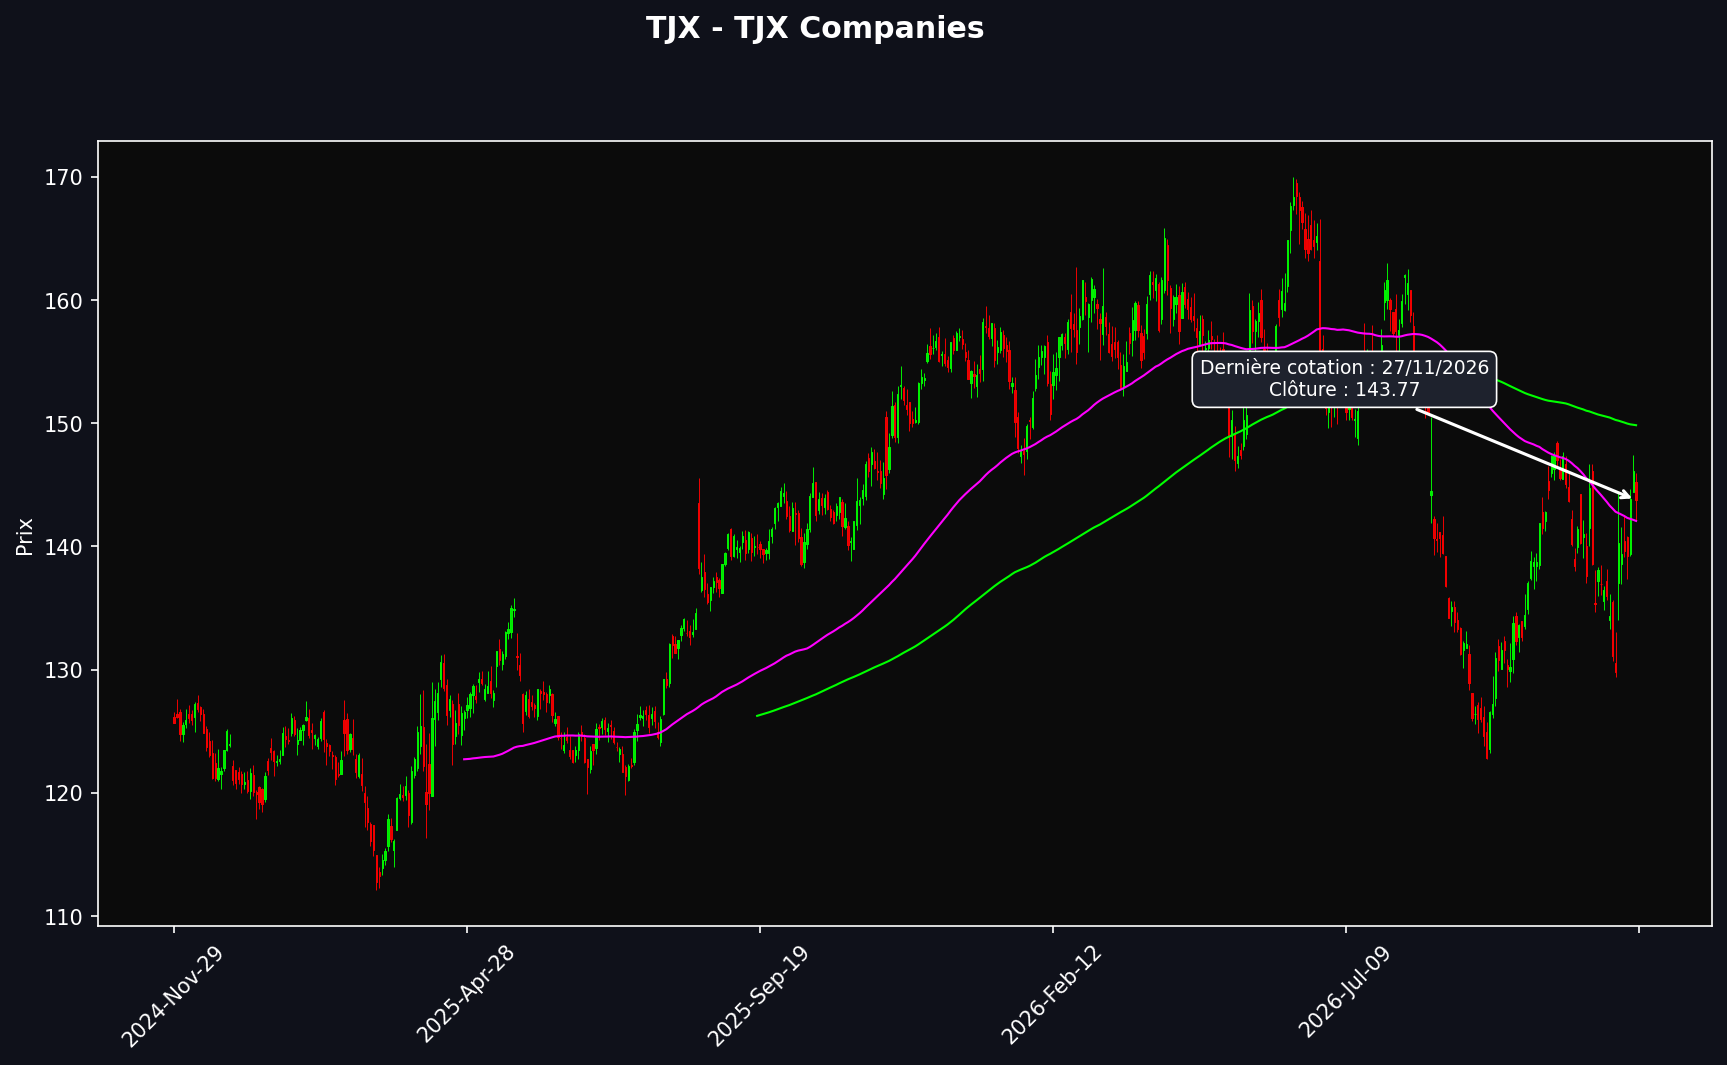 TJX - TJX Companies
170
160
150
140
130
120
110
Prix
Dernière cotation : 27/11/2026
Clôture : 143.77
2024-Nov-29
2025-Apr-28
2025-Sep-19
2026-Feb-12
2026-Jul-09